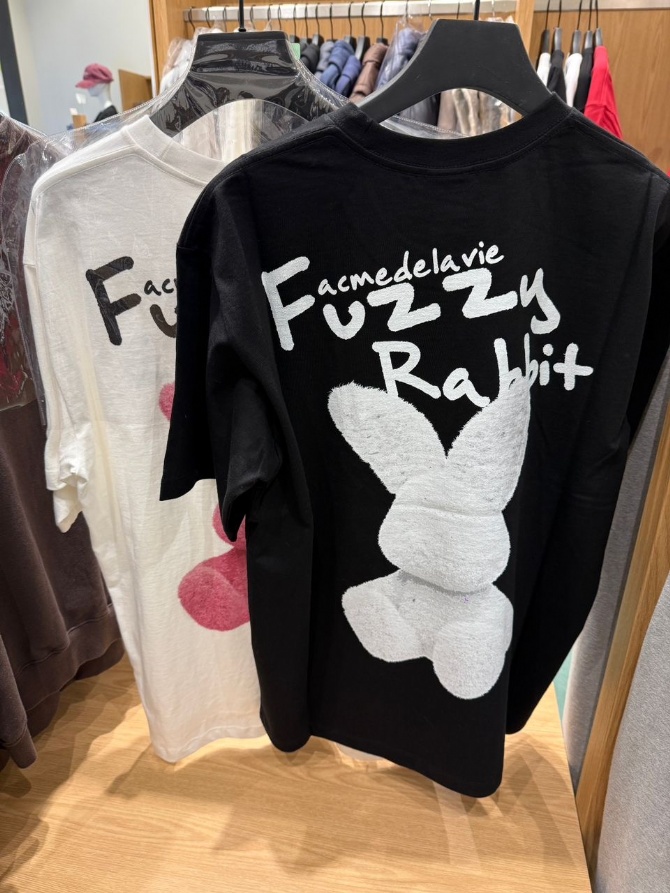 acmedelavie
Fuzzy
Rabbit
F